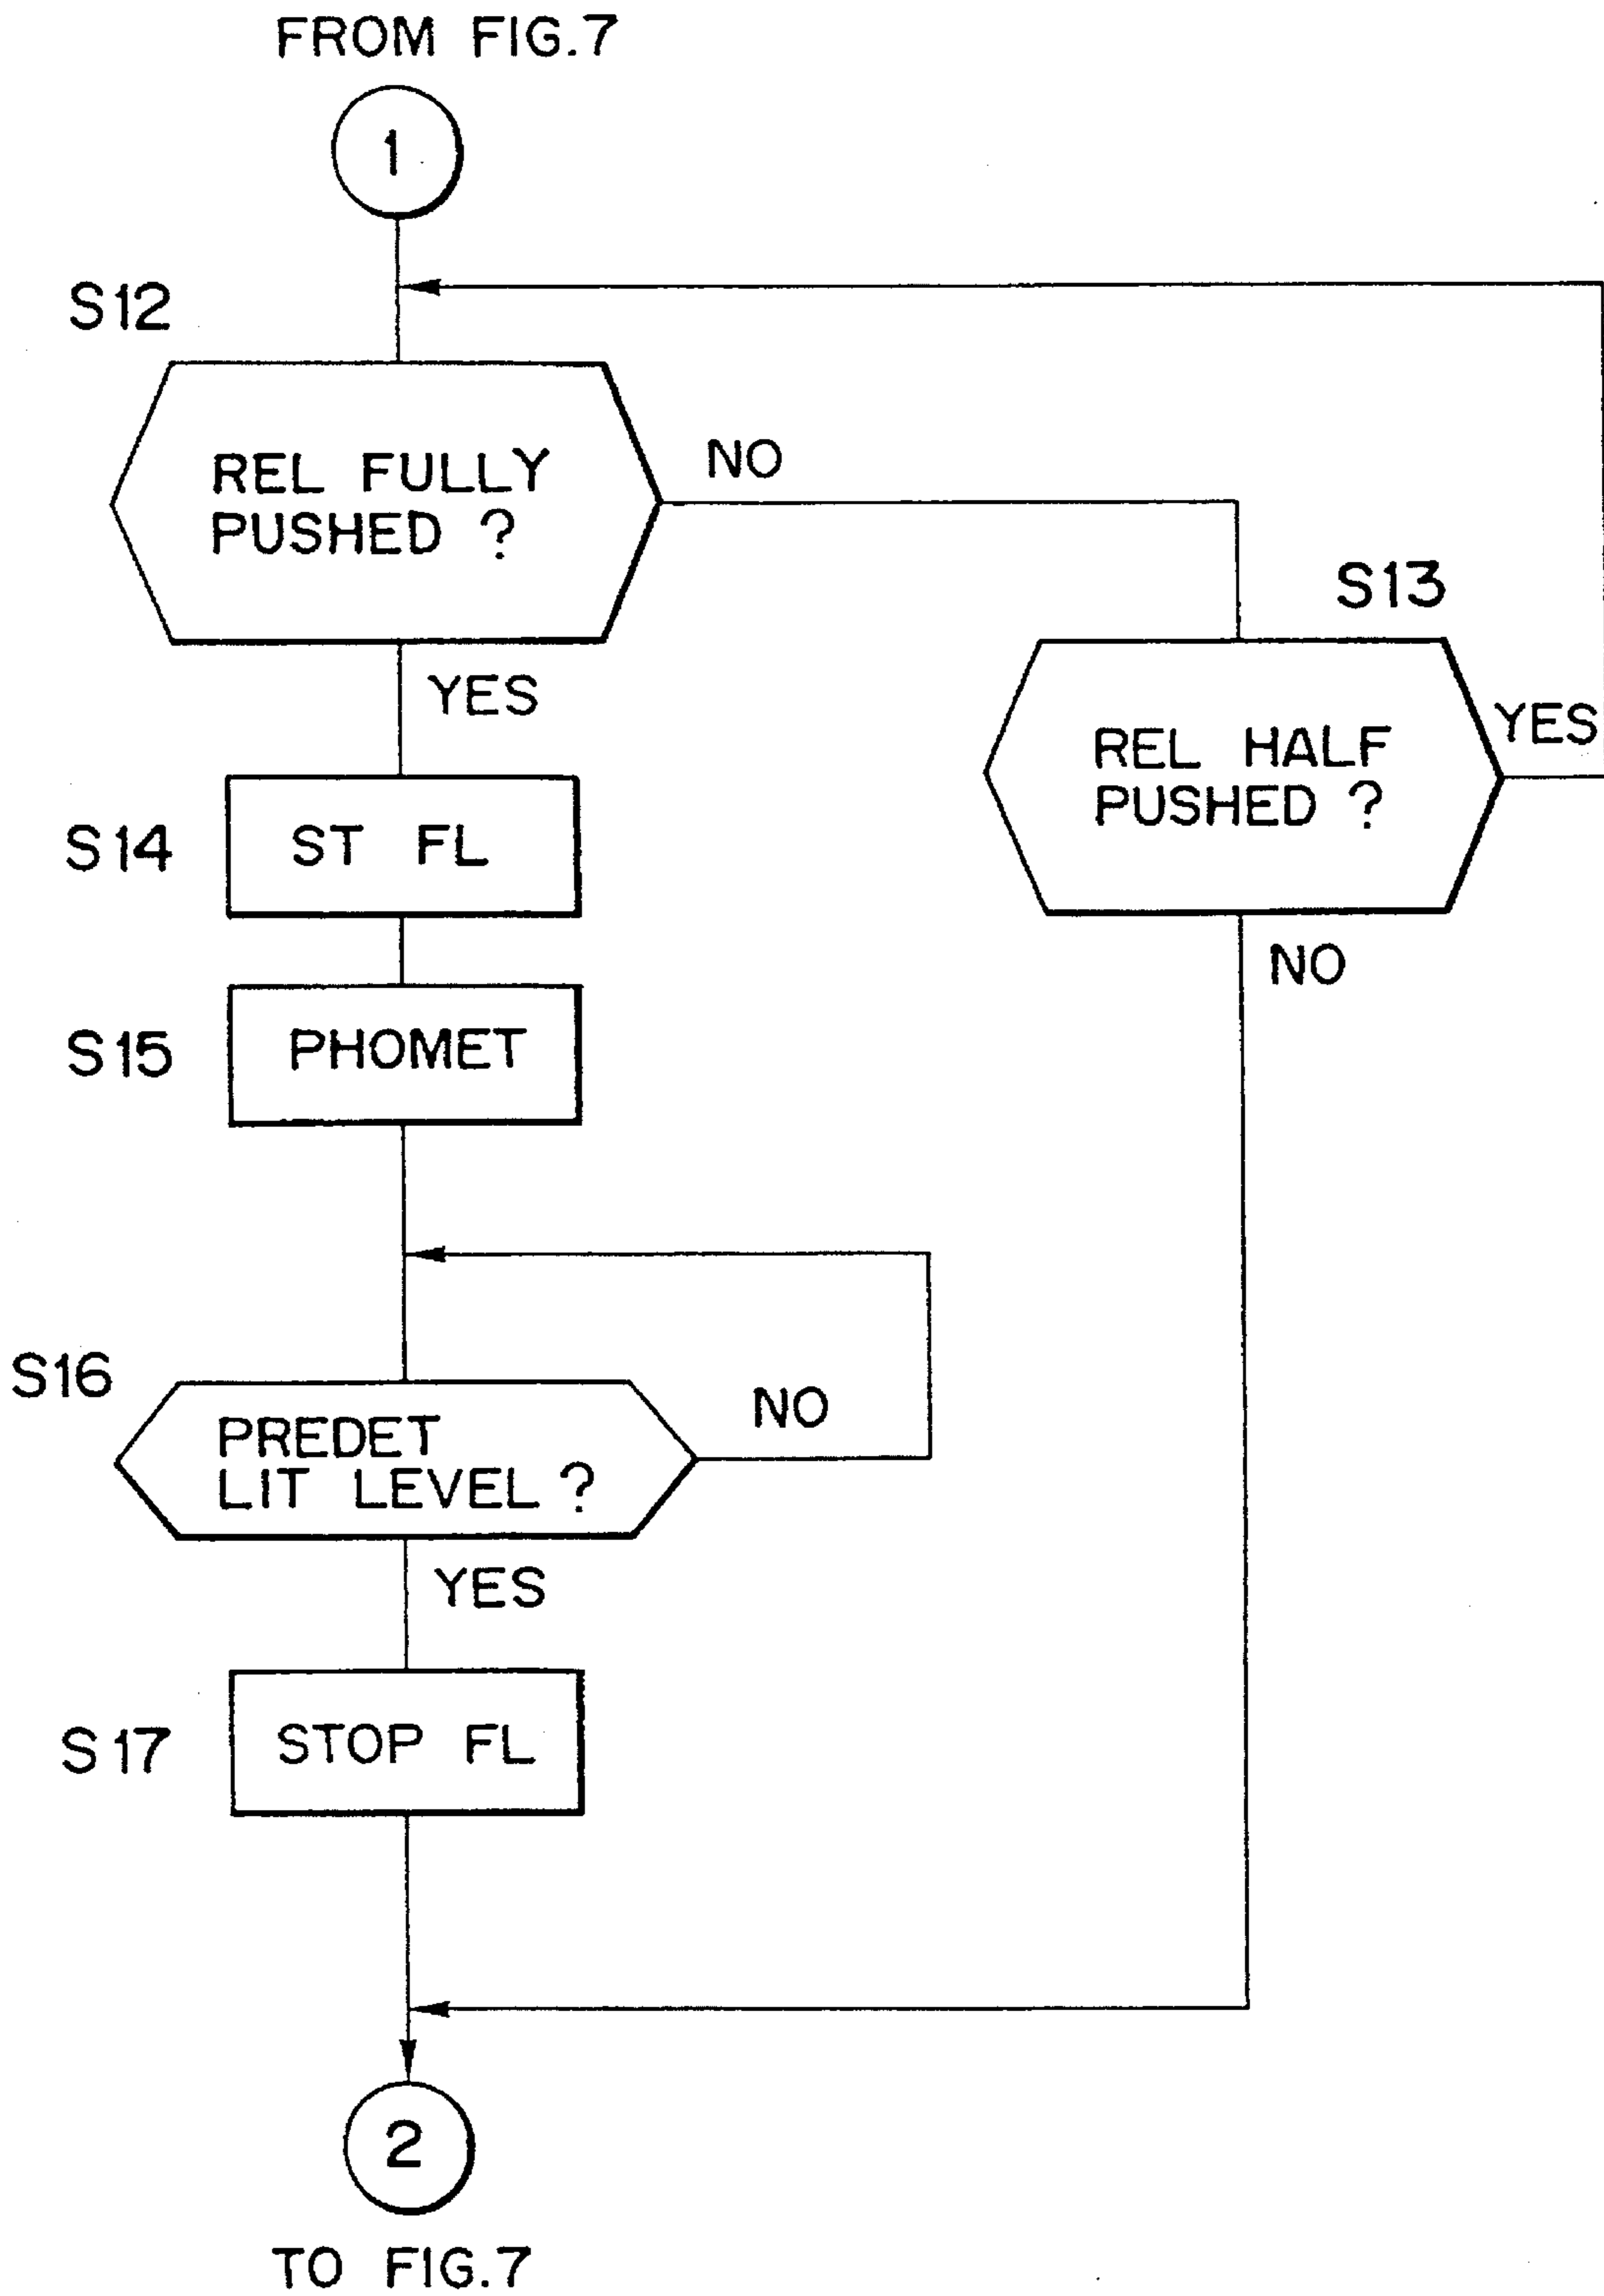 FROM FIG.7
1
S12
REL FULLY
PUSHED ?
NO
S13
REL HALF
PUSHED ?
YES
NO
YES
S14
ST FL
S15
PHOMET
S16
PREDET
LIT LEVEL ?
NO
YES
S17
STOP FL
2
TO FIG.7